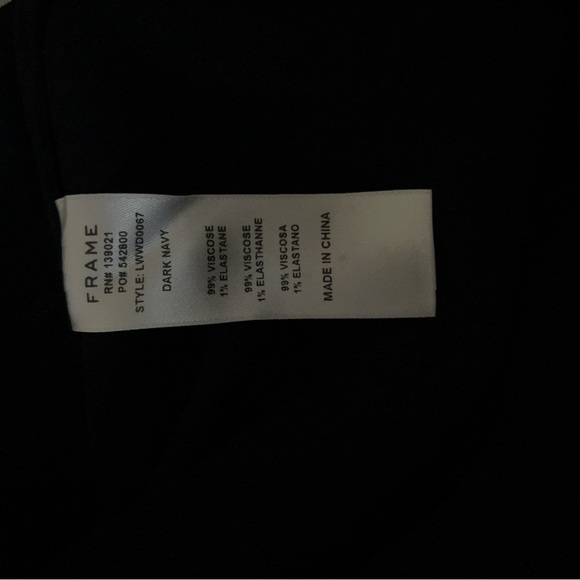 FRAME
RN# 139021
PO# 542800
STYLE: LWWD0067
DARK NAVY
99% VISCOSE
1% ELASTANE
99% VISCOSE
1% ELASTHANNE
99% VISCOSA
1% ELASTANO
MADE IN CHINA